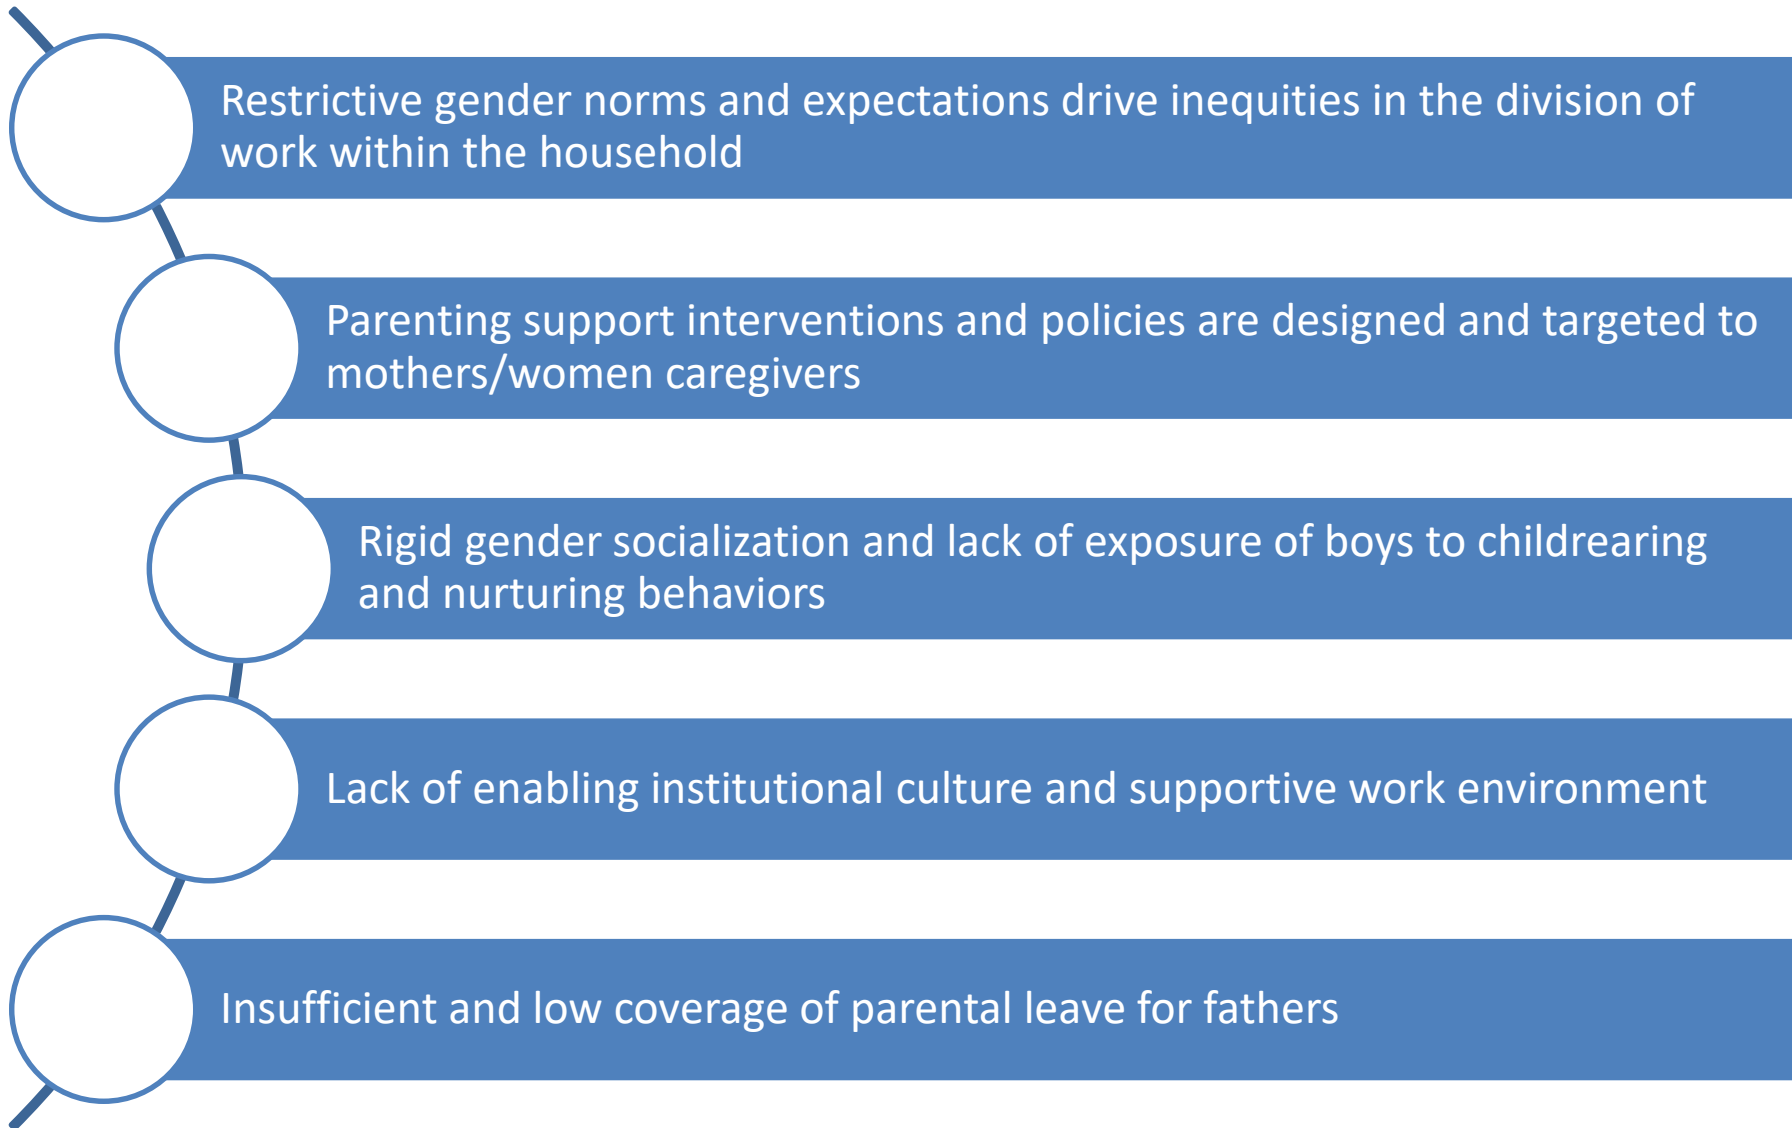 Restrictive gender norms and expectations drive inequities in the division of
work within the household
Parenting support interventions and policies are designed and targeted to
mothers/women caregivers
Rigid gender socialization and lack of exposure of boys to childrearing
and nurturing behaviors
Lack of enabling institutional culture and supportive work environment
Insufficient and low coverage of parental leave for fathers